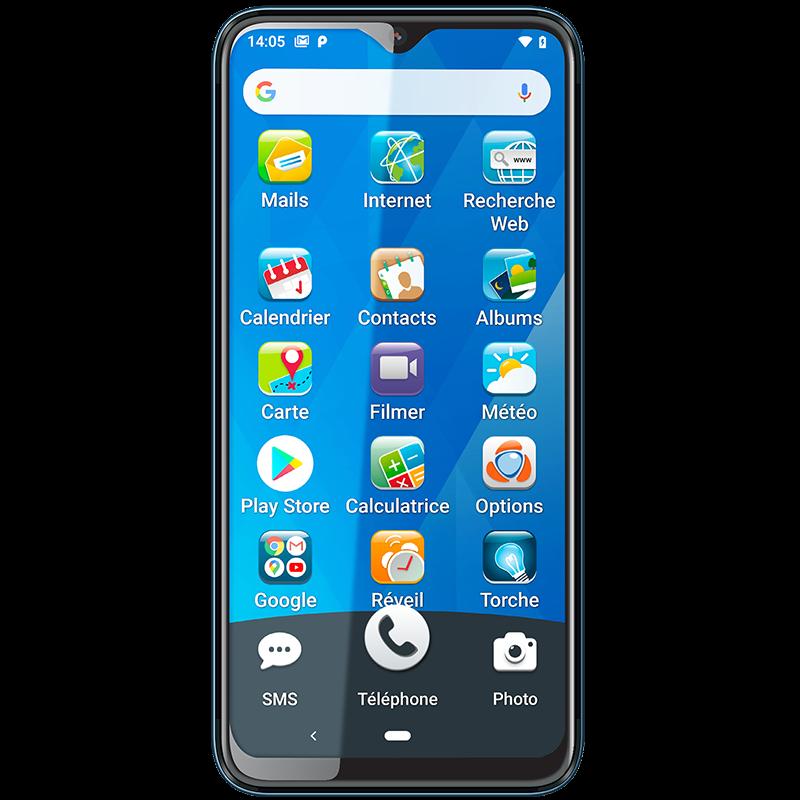 14:05
G
Mails
Internet
www
Recherche
Web
Calendrier
Contacts
Albums
Carte
Filmer
Météo
Play Store
Calculatrice
Options
Google
Réveil
Torche
SMS
Téléphone
Photo